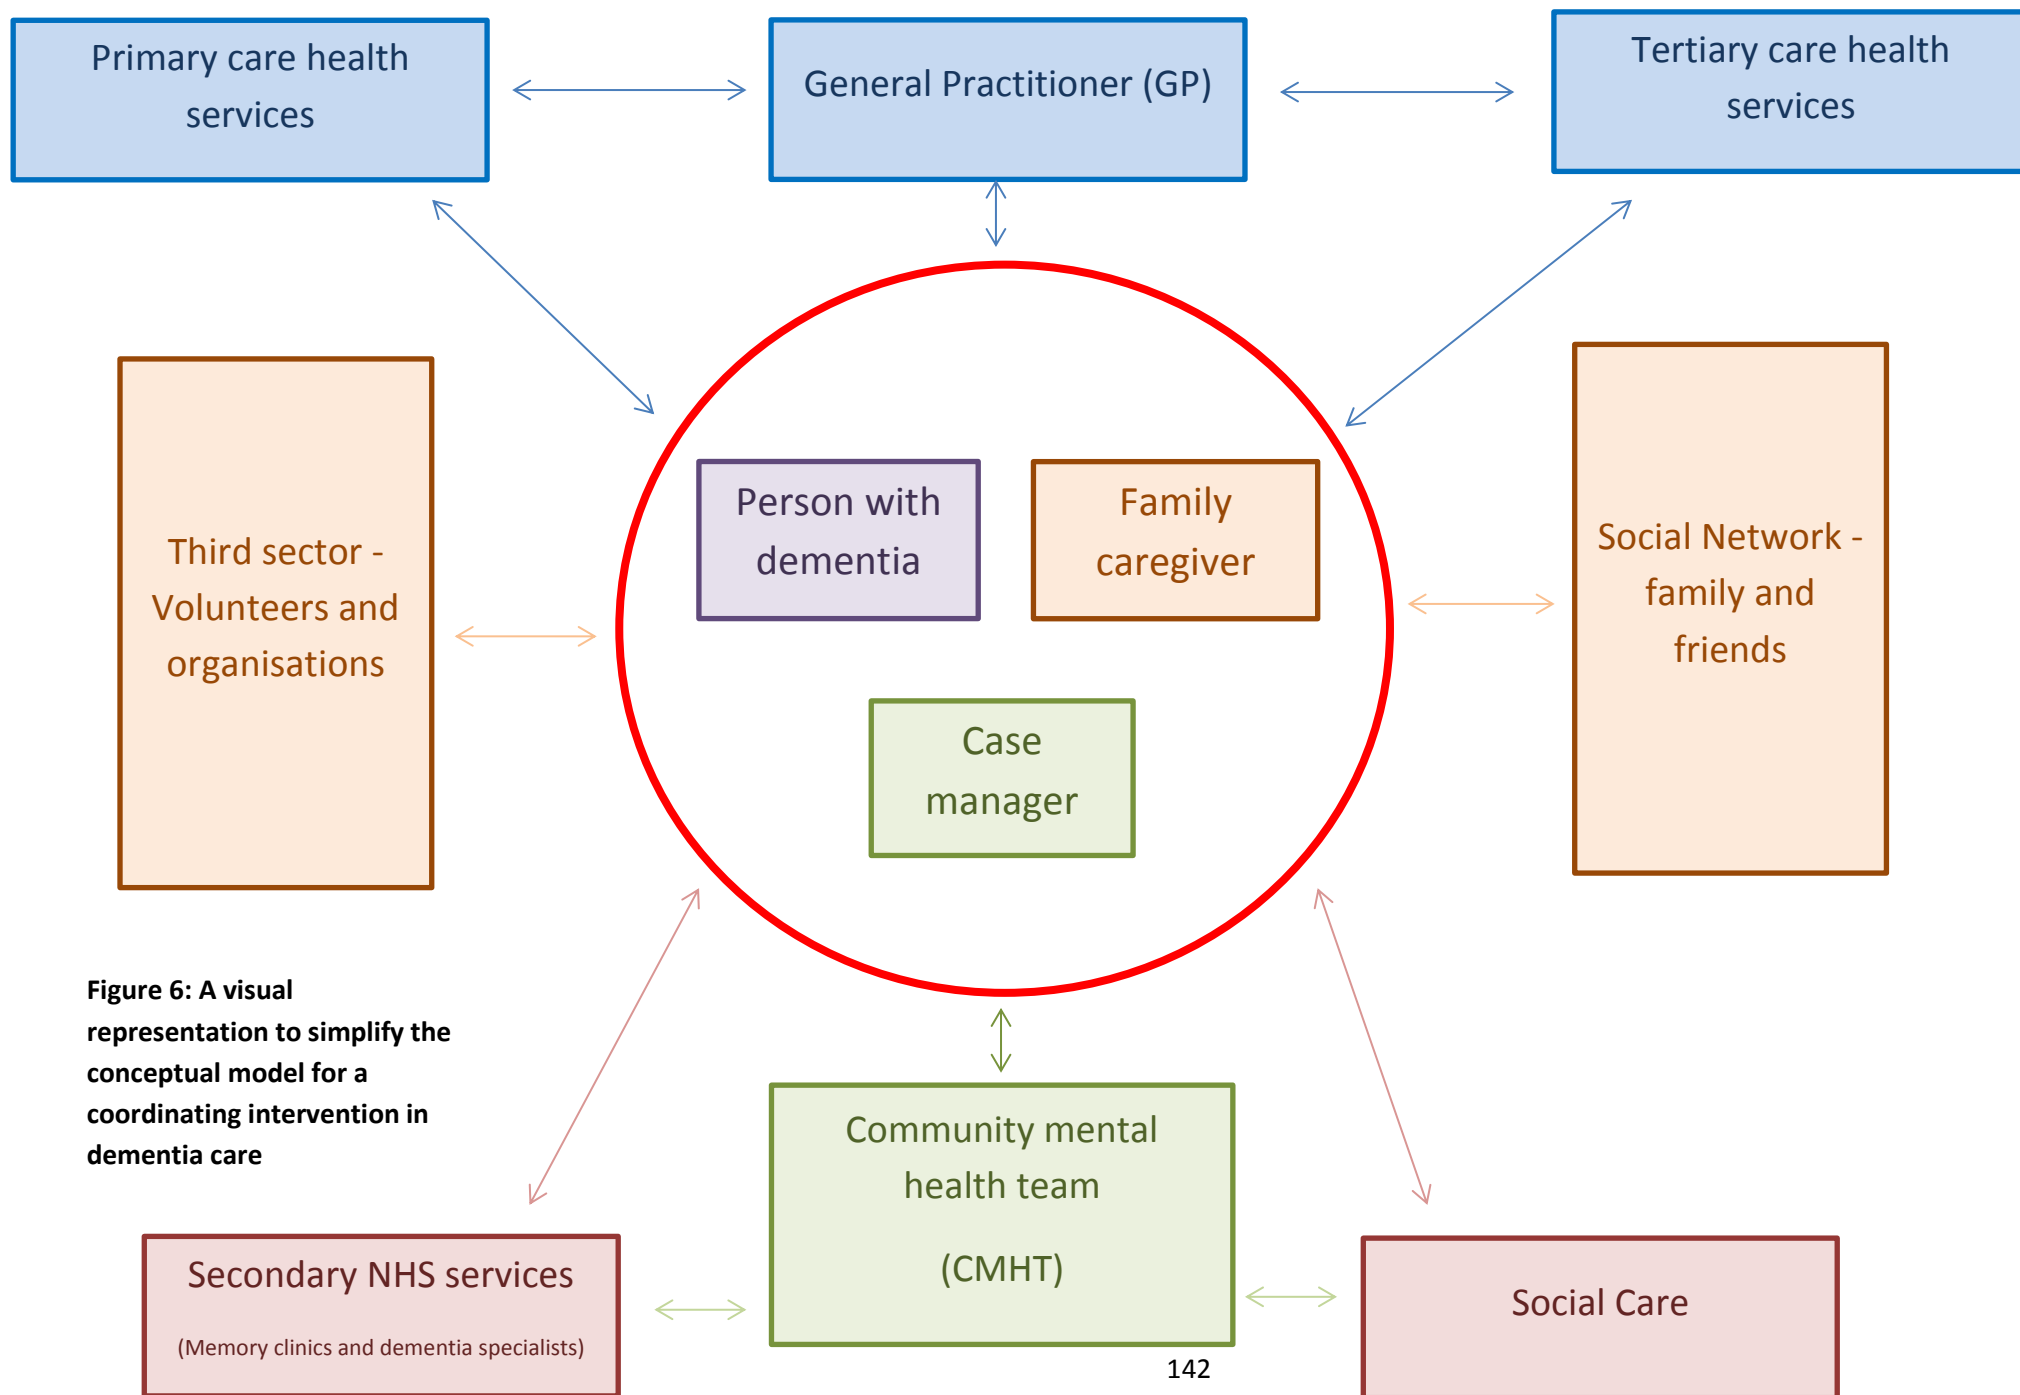 Primary care health
services
General Practitioner (GP)
Tertiary care health
services
Third sector -
Volunteers and
organisations
Person with
dementia
Family
caregiver
Case
manager
Social Network -
family and
friends
Figure 6: A visual
representation to simplify the
conceptual model for a
coordinating intervention in
dementia care
Secondary NHS services
(Memory clinics and dementia specialists)
Community mental
health team
(CMHT)
Social Care
142